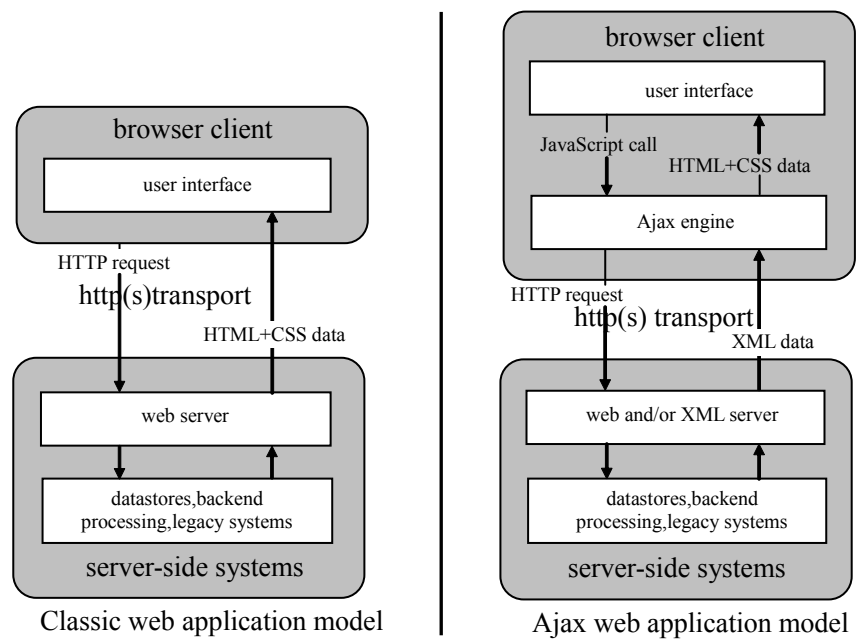 browser client
user interface
HTTP request
http(s)transport
HTML+CSS data
web server
datastores,backend
processing,legacy systems
server-side systems
Classic web application model
browser client
user interface
JavaScript call
HTML+CSS data
Ajax engine
HTTP request
http(s) transport
XML data
web and/or XML server
datastores,backend
processing,legacy systems
server-side systems
Ajax web application model